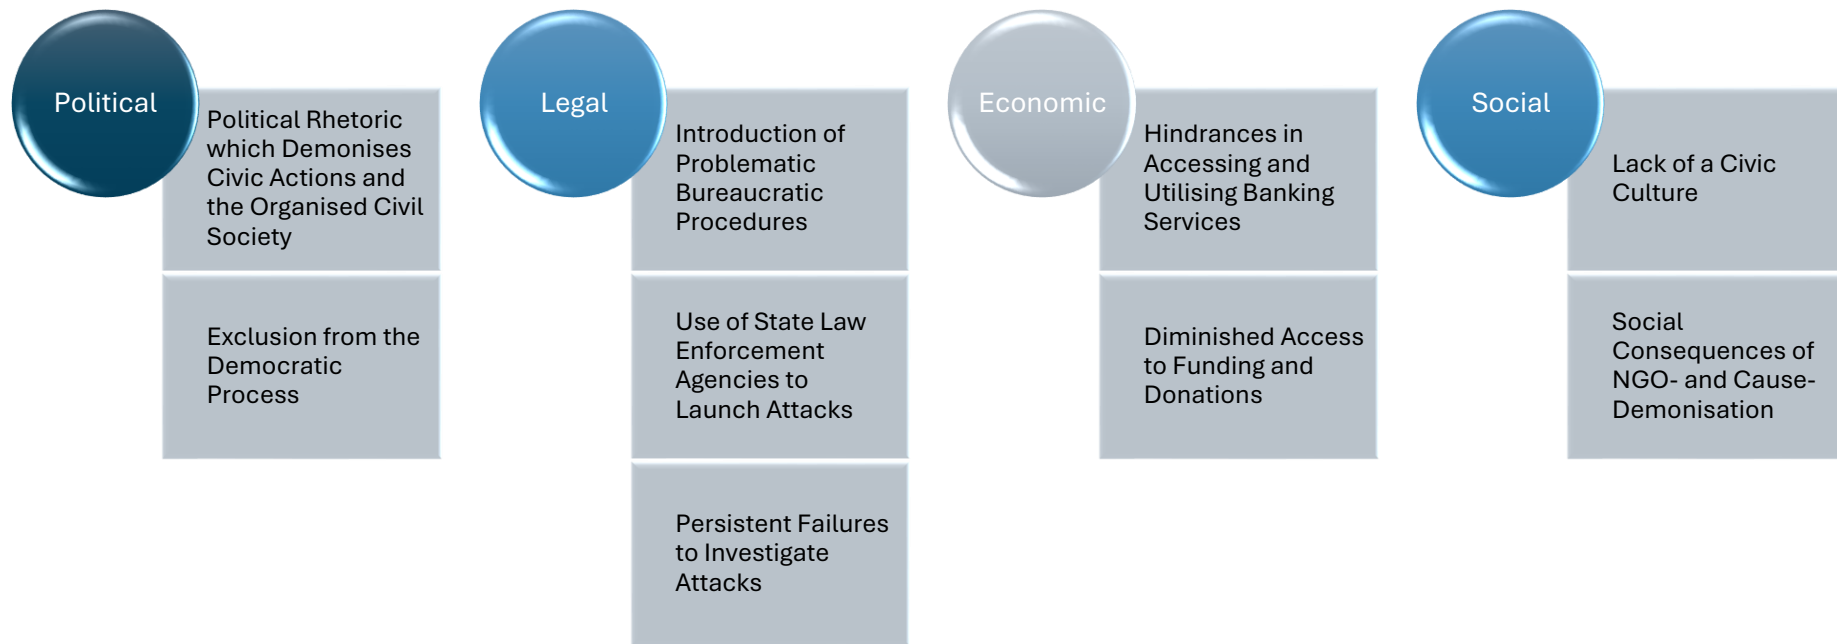 Political
Political Rhetoric
which Demonises
Civic Actions and
the Organised Civil
Society
Exclusion from the
Democratic
Process
Legal
Introduction of
Problematic
Bureaucratic
Procedures
Use of State Law
Enforcement
Agencies to
Launch Attacks
Persistent Failures
to Investigate
Attacks
Economic
Hindrances in
Accessing and
Utilising Banking
Services
Diminished Access
to Funding and
Donations
Social
Lack of a Civic
Culture
Social
Consequences of
NGO- and Cause-
Demonisation